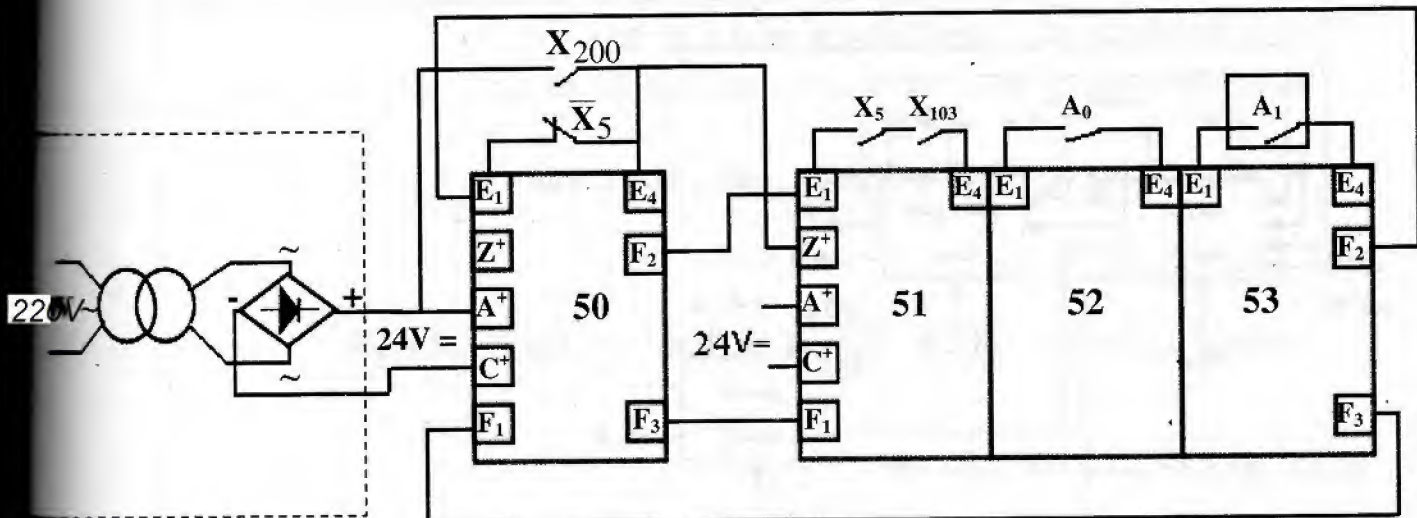 X200
X̅5
X5 X103 A0 A1
E1 E4 E1 E4 E1 E4 E1 E4
Z+ F2 Z+ F2
~
- + A+ 50 A+ 51 52 53
24V = 24V=
C+ C+
~
F1 F3 F1 F3